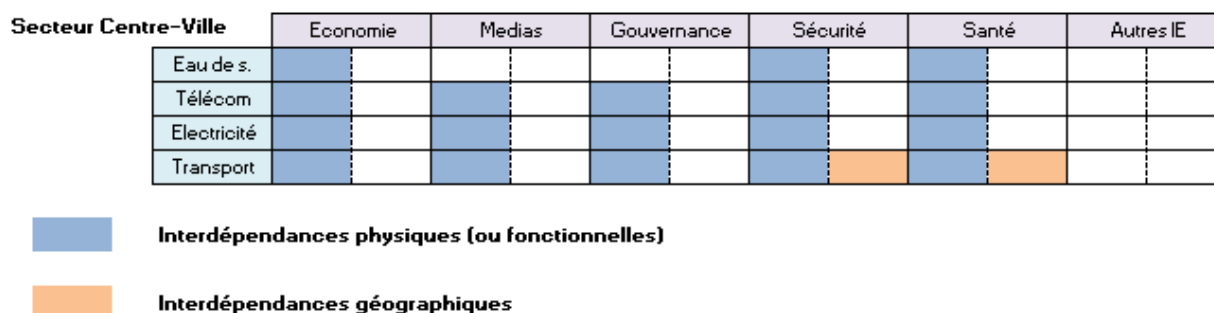 Secteur Centre-Ville Economie Medias Gouvernance Sécurité Santé Autres IE
Eau de s.
Télécom
Electricité
Transport
Interdépendances physiques (ou fonctionnelles)
Interdépendances géographiques